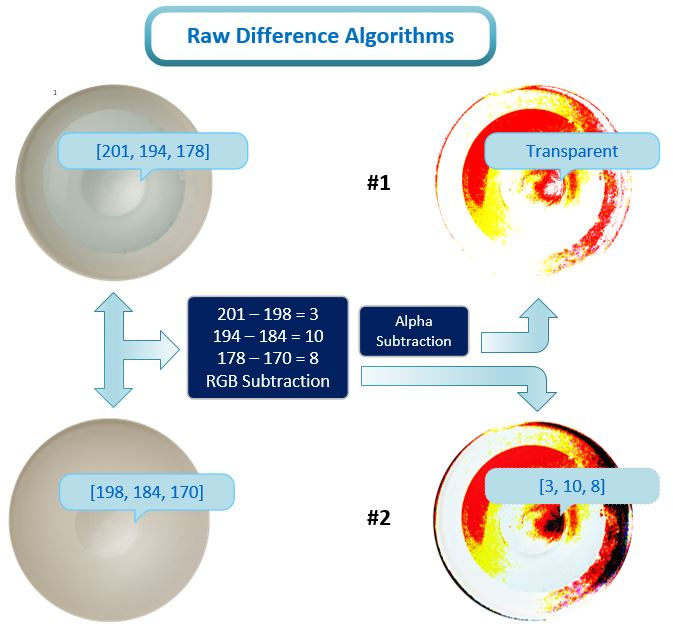 Raw Difference Algorithms
1
[201, 194, 178]
Transparent
#1
201 – 198 = 3
194 – 184 = 10
178 – 170 = 8
RGB Subtraction
Alpha
Subtraction
[198, 184, 170]
[3, 10, 8]
#2